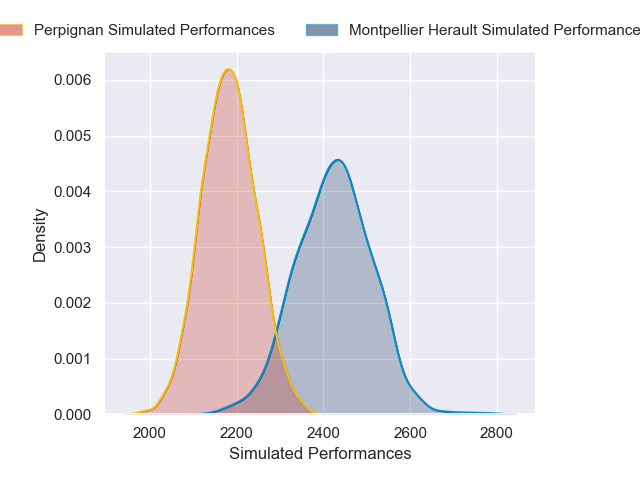 Perpignan Simulated Performances
Montpellier Herault Simulated Performance
0.006
0.005
0.004
0.003
0.002
0.001
0.000
Density
2000 2200 2400 2600 2800
Simulated Performances